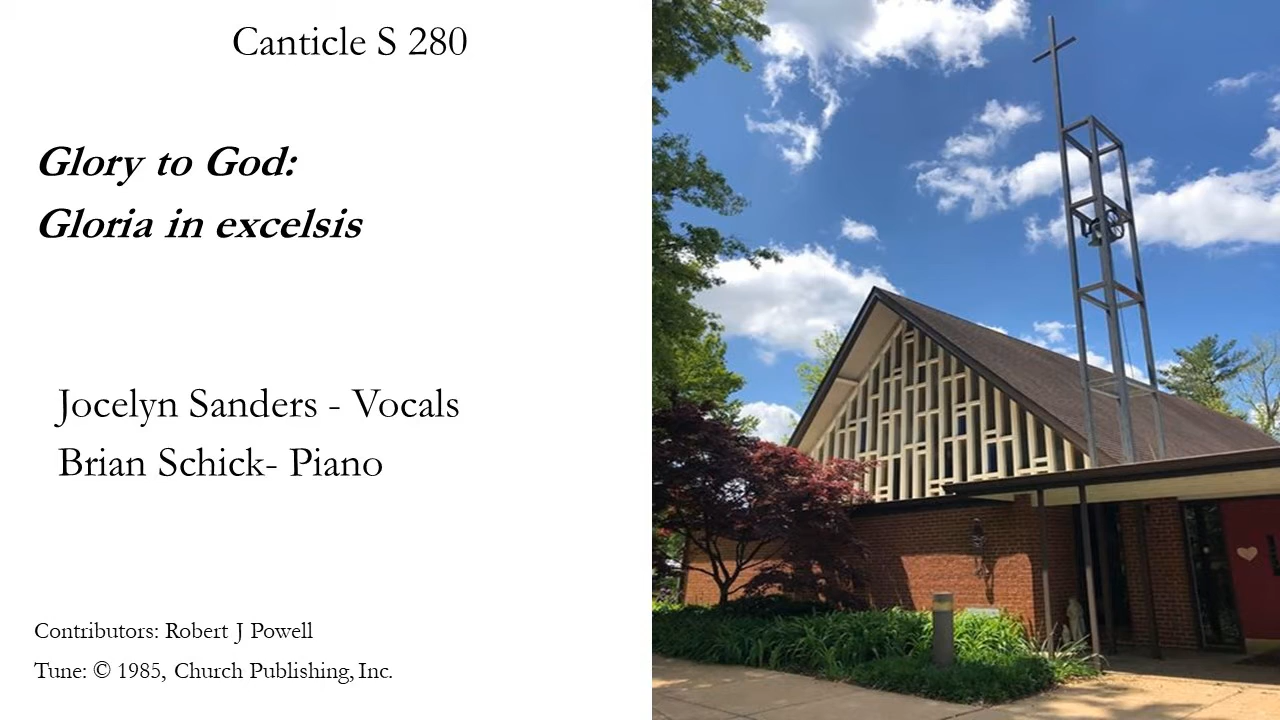 Canticle S 280
Glory to God:
Gloria in excelsis
Jocelyn Sanders - Vocals
Brian Schick- Piano
Contributors: Robert J Powell
Tune: © 1985, Church Publishing, Inc.